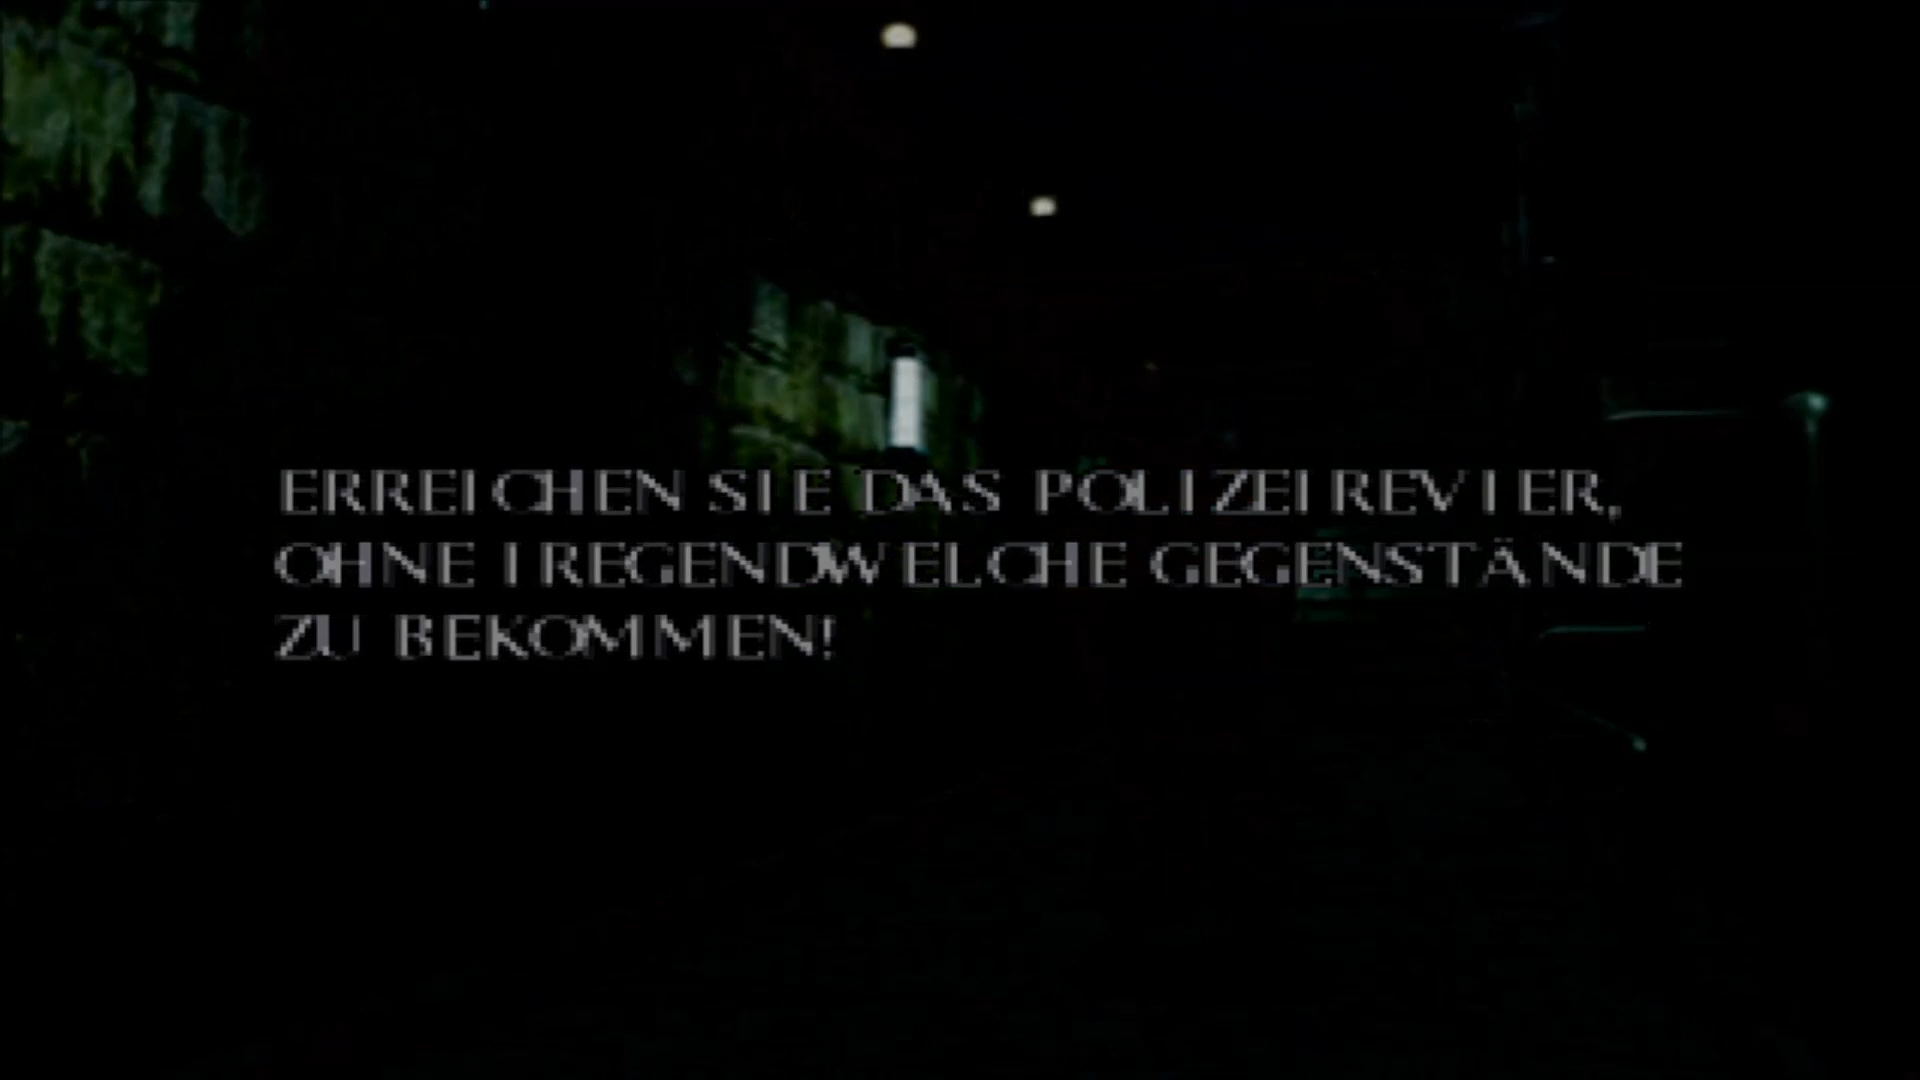 ERREICHEN SIE DAS POLIZEIREVIER,
OHNE IREGENDWELCHE GEGENSTÄNDE
ZU BEKOMMEN!